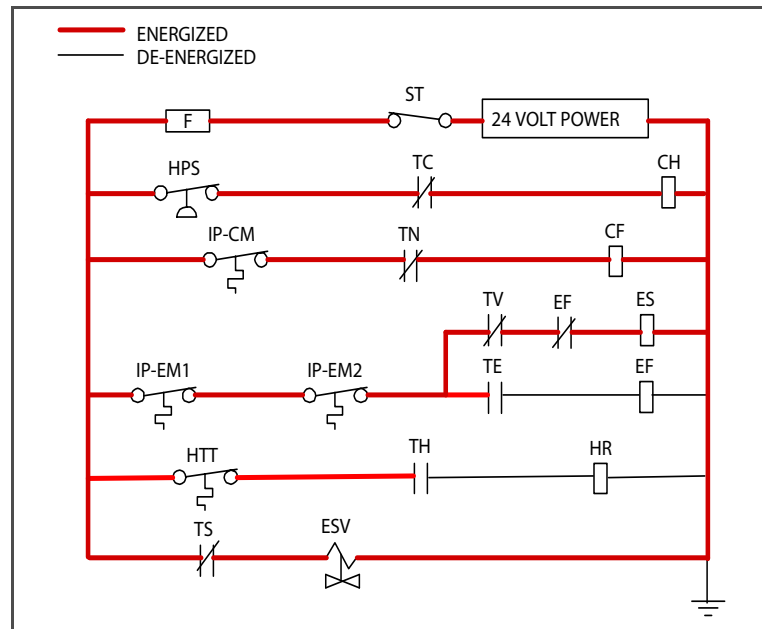 ENERGIZED
DE-ENERGIZED
ST
F
24 VOLT POWER
HPS
TC
CH
IP-CM
TN
CF
TV
EF
ES
IP-EM1
IP-EM2
TE
EF
HTT
TH
HR
TS
ESV